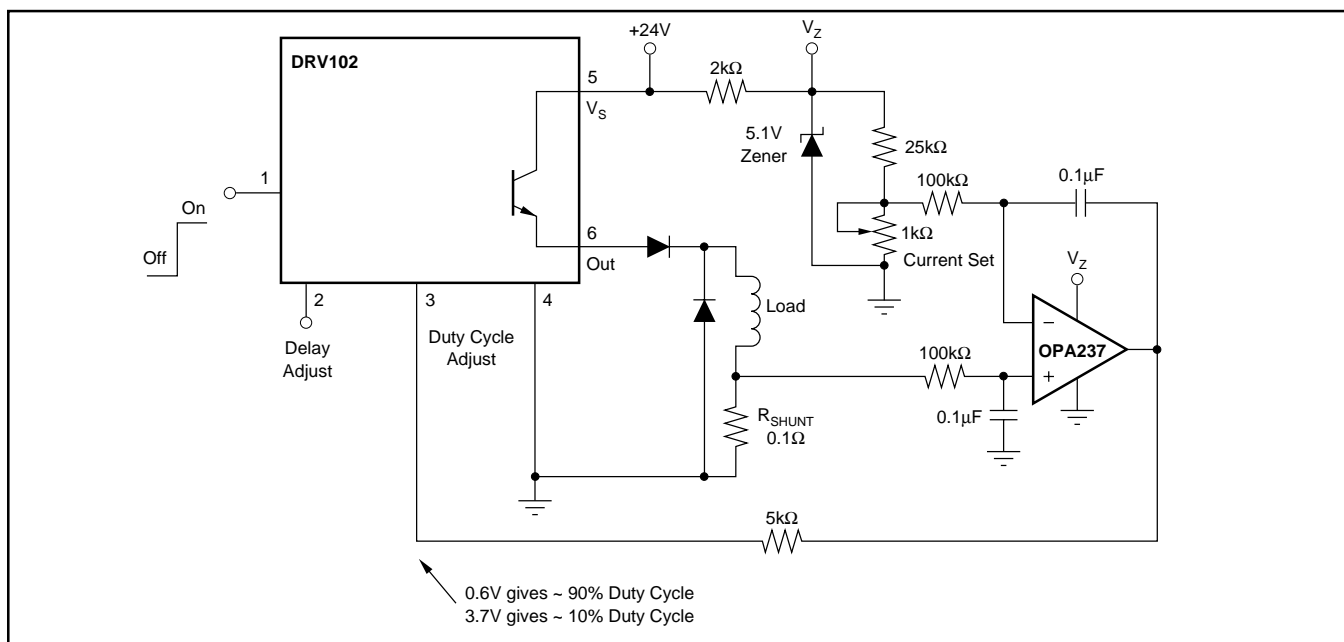 +24V
V_Z
DRV102
5
V_S
2kΩ
5.1V
Zener
25kΩ
100kΩ
0.1µF
1
On
Off
1kΩ
Current Set
6
Out
V_Z
2
3
4
Load
Delay
Adjust
Duty Cycle
Adjust
100kΩ
−
OPA237
+
0.1µF
R_SHUNT
0.1Ω
5kΩ
0.6V gives ~ 90% Duty Cycle
3.7V gives ~ 10% Duty Cycle